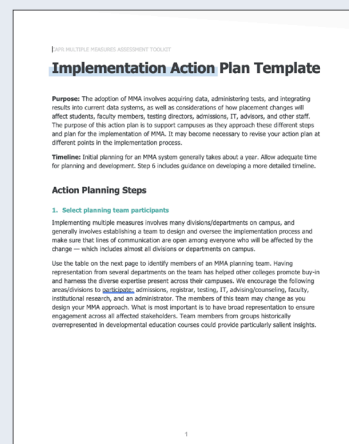 CAPR MULTIPLE MEASURES ASSESSMENT TOOLKIT
Implementation Action Plan Template
Purpose: The adoption of MMA involves acquiring data, administering tests, and integrating
results into current data systems, as well as considerations of how placement changes will
affect students, faculty members, testing directors, admissions, IT, advisors, and other staff.
The purpose of this action plan is to support campuses as they approach these different steps
and plan for the implementation of MMA. It may become necessary to revise your action plan at
different points in the implementation process.
Timeline: Initial planning for an MMA system generally takes about a year. Allow adequate time
for planning and development. Step 6 includes guidance on developing a more detailed timeline.
Action Planning Steps
1. Select planning team participants
Implementing multiple measures involves many divisions/departments on campus, and
generally involves establishing a team to design and oversee the implementation process and
make sure that lines of communication are open among everyone who will be affected by the
change — which includes almost all divisions or departments on campus.
Use the table on the next page to identify members of an MMA planning team. Having
representation from several departments on the team has helped other colleges promote buy-in
and harness the diverse expertise present across their campuses. We encourage the following
areas/divisions to participate: admissions, registrar, testing, IT, advising/counseling, faculty,
institutional research, and an administrator. The members of this team may change as you
design your MMA approach. What is most important is to have broad representation to ensure
engagement across all affected stakeholders. Team members from groups historically
overrepresented in developmental education courses could provide particularly salient insights.
1